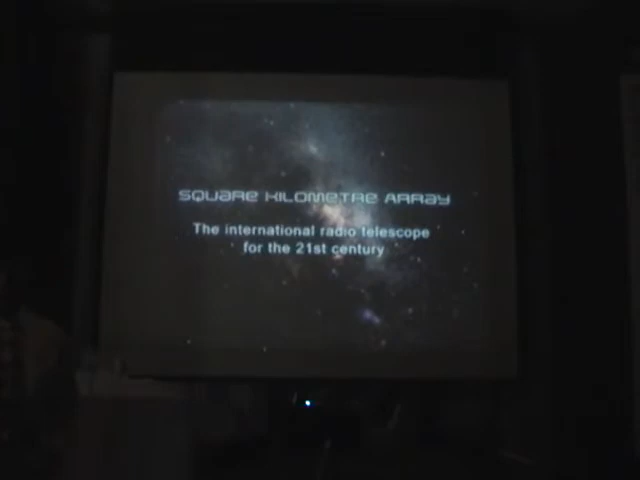 SQUARE KILOMETRE ARRAY
The international radio telescope
for the 21st century